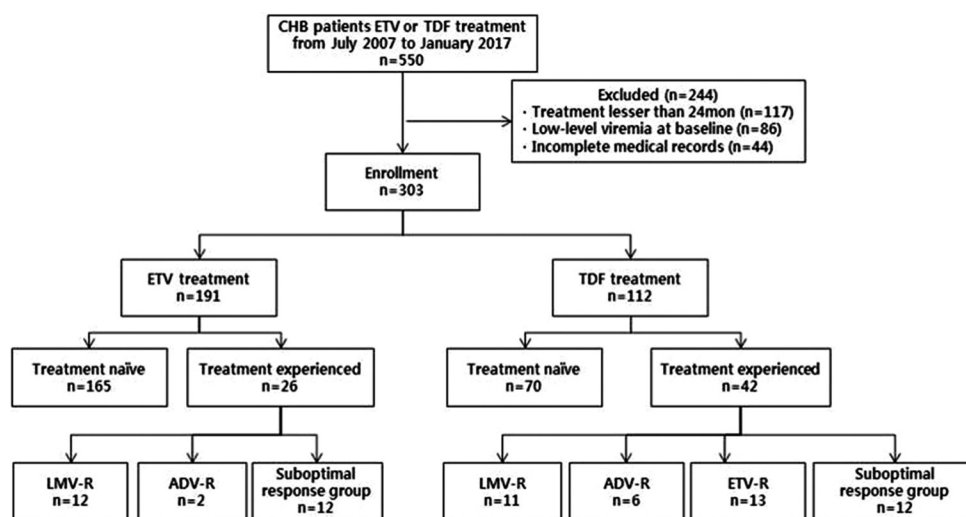 CHB patients ETV or TDF treatment
from July 2007 to January 2017
n=550
Excluded (n=244)
· Treatment lesser than 24mon (n=117)
· Low-level viremia at baseline (n=86)
· Incomplete medical records (n=44)
Enrollment
n=303
ETV treatment
n=191
TDF treatment
n=112
Treatment naïve
n=165
Treatment experienced
n=26
Treatment naïve
n=70
Treatment experienced
n=42
LMV-R
n=12
ADV-R
n=2
Suboptimal
response group
n=12
LMV-R
n=11
ADV-R
n=6
ETV-R
n=13
Suboptimal
response group
n=12